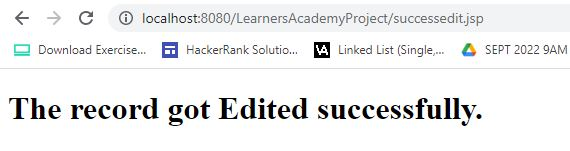 localhost:8080/LearnersAcademyProject/successedit.jsp
Download Exercise... HackerRank Solutio... Linked List (Single,... SEPT 2022 9AM
The record got Edited successfully.